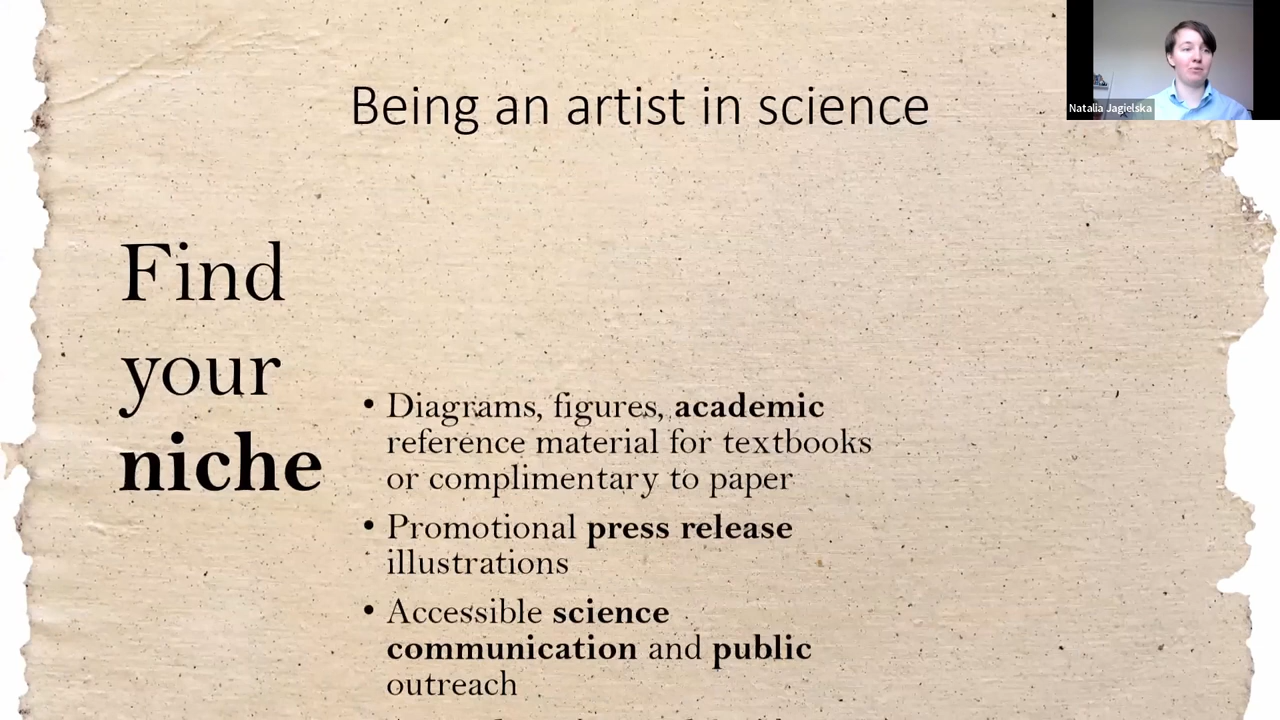 Being an artist in science
Natalia Jagielska
Find
your
niche
• Diagrams, figures, academic
reference material for textbooks
or complimentary to paper
• Promotional press release
illustrations
• Accessible science
communication and public
outreach